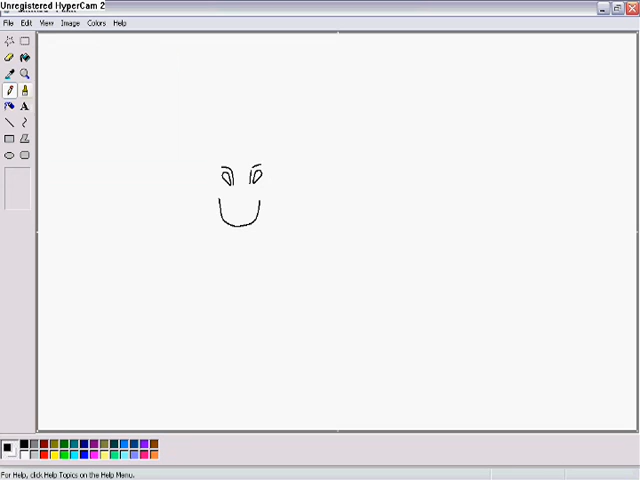 Unregistered HyperCam 2
File Edit View Image Colors Help
A
For Help, click Help Topics on the Help Menu.